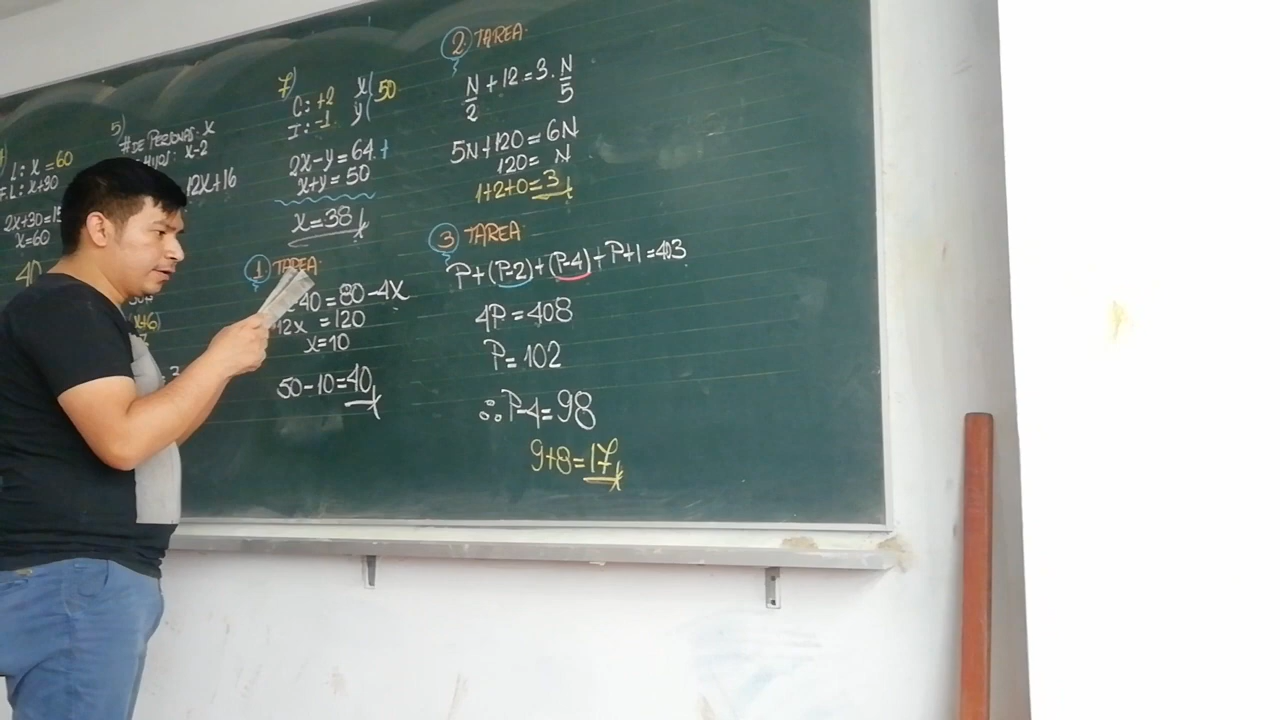 L: x = 60
F.L: x+30
2x+30=15
x=60
40
5)
# DE PERSONAS: x
HIJOS: x-2
12x+16
7)
C: +2
I: -1
x
y
50
2x-y=64 +
x+y=50
x=38
1 TAREA:
40=80-4x
12x =120
x=10
50-10=40
2 TAREA:
N/2+12=3.N/5
5N+120=6N
120= N
1+2+0=3
3 TAREA:
P+(P-2)+(P-4)+P+1=403
4P=408
P=102
∴P-4=98
9+8=17